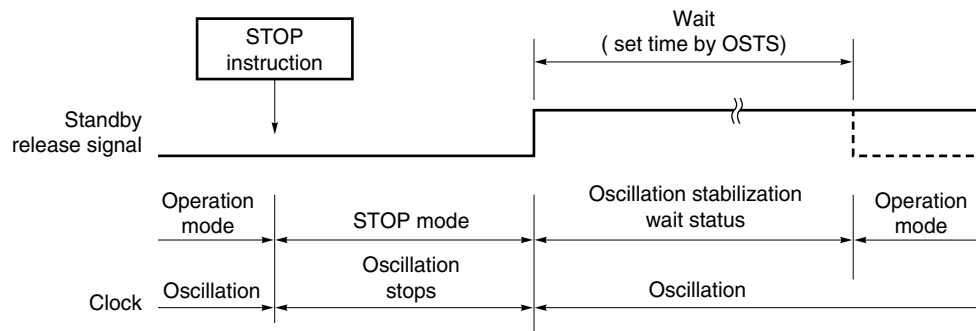 STOP
instruction
Wait
( set time by OSTS)
Standby
release signal
Operation
mode
STOP mode
Oscillation stabilization
wait status
Operation
mode
Clock
Oscillation
Oscillation
stops
Oscillation